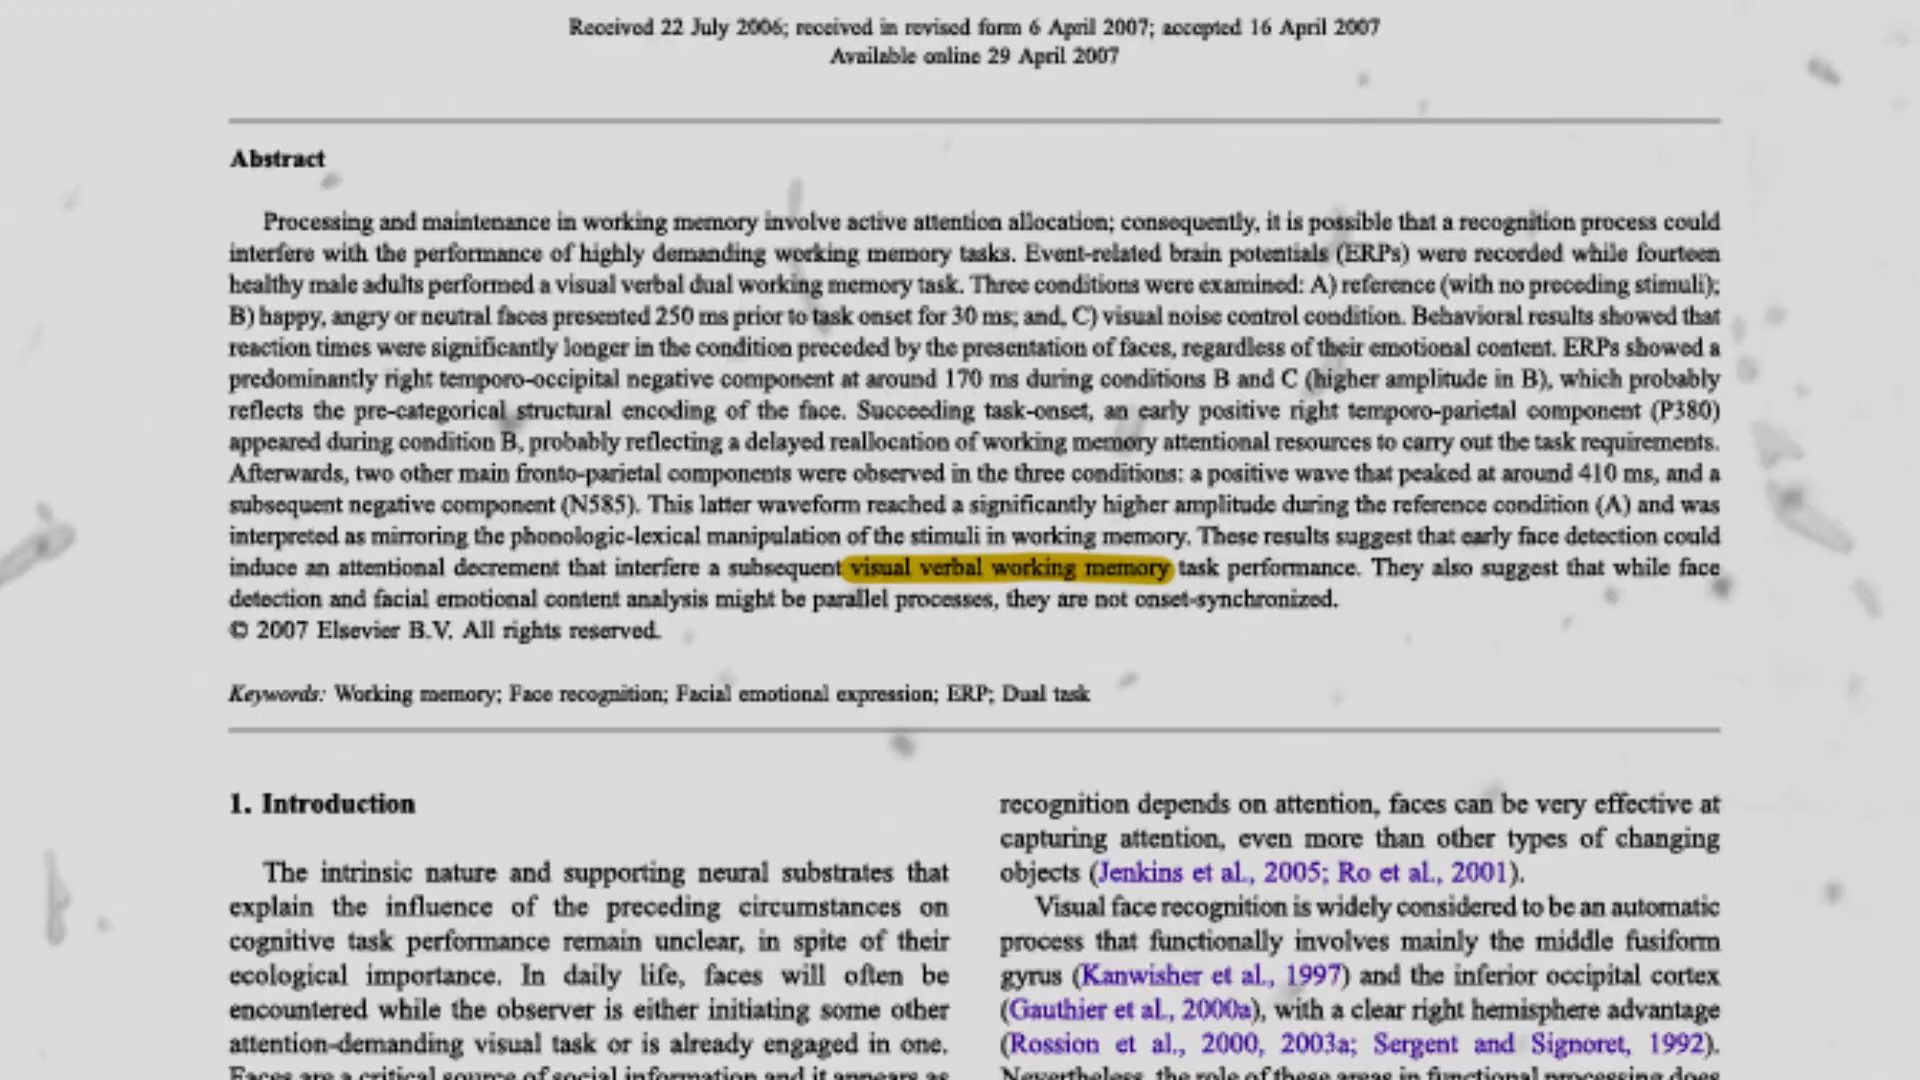 Received 22 July 2006; received in revised form 6 April 2007; accepted 16 April 2007
Available online 29 April 2007
Abstract
Processing and maintenance in working memory involve active attention allocation; consequently, it is possible that a recognition process could
interfere with the performance of highly demanding working memory tasks. Event-related brain potentials (ERPs) were recorded while fourteen
healthy male adults performed a visual verbal dual working memory task. Three conditions were examined: A) reference (with no preceding stimuli);
B) happy, angry or neutral faces presented 250 ms prior to task onset for 30 ms; and, C) visual noise control condition. Behavioral results showed that
reaction times were significantly longer in the condition preceded by the presentation of faces, regardless of their emotional content. ERPs showed a
predominantly right temporo-occipital negative component at around 170 ms during conditions B and C (higher amplitude in B), which probably
reflects the pre-categorical structural encoding of the face. Succeeding task-onset, an early positive right temporo-parietal component (P380)
appeared during condition B, probably reflecting a delayed reallocation of working memory attentional resources to carry out the task requirements.
Afterwards, two other main fronto-parietal components were observed in the three conditions: a positive wave that peaked at around 410 ms, and a
subsequent negative component (N585). This latter waveform reached a significantly higher amplitude during the reference condition (A) and was
interpreted as mirroring the phonologic-lexical manipulation of the stimuli in working memory. These results suggest that early face detection could
induce an attentional decrement that interfere a subsequent visual verbal working memory task performance. They also suggest that while face
detection and facial emotional content analysis might be parallel processes, they are not onset-synchronized.
© 2007 Elsevier B.V. All rights reserved.
Keywords: Working memory; Face recognition; Facial emotional expression; ERP; Dual task
1. Introduction
The intrinsic nature and supporting neural substrates that
explain the influence of the preceding circumstances on
cognitive task performance remain unclear, in spite of their
ecological importance. In daily life, faces will often be
encountered while the observer is either initiating some other
attention-demanding visual task or is already engaged in one.
Faces are a critical source of social information and it appears as
recognition depends on attention, faces can be very effective at
capturing attention, even more than other types of changing
objects (Jenkins et al., 2005; Ro et al., 2001).
Visual face recognition is widely considered to be an automatic
process that functionally involves mainly the middle fusiform
gyrus (Kanwisher et al., 1997) and the inferior occipital cortex
(Gauthier et al., 2000a), with a clear right hemisphere advantage
(Rossion et al., 2000, 2003a; Sergent and Signoret, 1992).
Nevertheless, the role of these areas in functional processing does